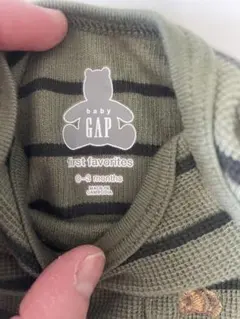 baby
GAP
first favorites
0-3 months